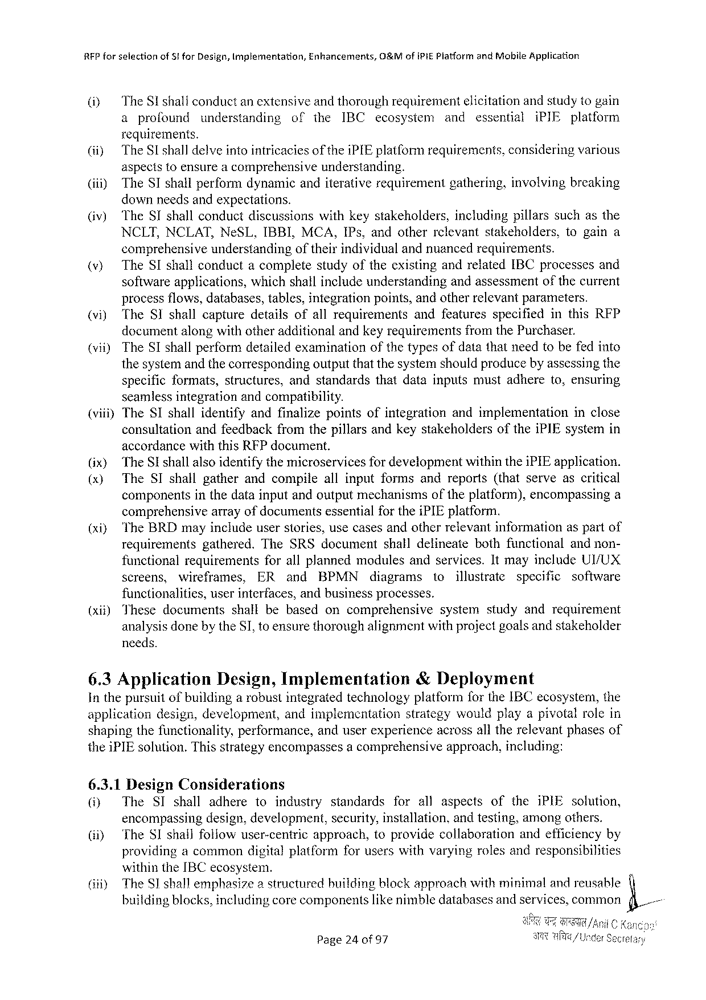 RFP for selection of SI for Design, Implementation, Enhancements, O&M of iPIE Platform and Mobile Application
(i) The SI shall conduct an extensive and thorough requirement elicitation and study to gain
a profound understanding of the IBC ecosystem and essential iPIE platform
requirements.
(ii) The SI shall delve into intricacies of the iPIE platform requirements, considering various
aspects to ensure a comprehensive understanding.
(iii) The SI shall perform dynamic and iterative requirement gathering, involving breaking
down needs and expectations.
(iv) The SI shall conduct discussions with key stakeholders, including pillars such as the
NCLT, NCLAT, NeSL, IBBI, MCA, IPs, and other relevant stakeholders, to gain a
comprehensive understanding of their individual and nuanced requirements.
(v) The SI shall conduct a complete study of the existing and related IBC processes and
software applications, which shall include understanding and assessment of the current
process flows, databases, tables, integration points, and other relevant parameters.
(vi) The SI shall capture details of all requirements and features specified in this RFP
document along with other additional and key requirements from the Purchaser.
(vii) The SI shall perform detailed examination of the types of data that need to be fed into
the system and the corresponding output that the system should produce by assessing the
specific formats, structures, and standards that data inputs must adhere to, ensuring
seamless integration and compatibility.
(viii) The SI shall identify and finalize points of integration and implementation in close
consultation and feedback from the pillars and key stakeholders of the iPIE system in
accordance with this RFP document.
(ix) The SI shall also identify the microservices for development within the iPIE application.
(x) The SI shall gather and compile all input forms and reports (that serve as critical
components in the data input and output mechanisms of the platform), encompassing a
comprehensive array of documents essential for the iPIE platform.
(xi) The BRD may include user stories, use cases and other relevant information as part of
requirements gathered. The SRS document shall delineate both functional and non-
functional requirements for all planned modules and services. It may include UI/UX
screens, wireframes, ER and BPMN diagrams to illustrate specific software
functionalities, user interfaces, and business processes.
(xii) These documents shall be based on comprehensive system study and requirement
analysis done by the SI, to ensure thorough alignment with project goals and stakeholder
needs.
6.3 Application Design, Implementation & Deployment
In the pursuit of building a robust integrated technology platform for the IBC ecosystem, the
application design, development, and implementation strategy would play a pivotal role in
shaping the functionality, performance, and user experience across all the relevant phases of
the iPIE solution. This strategy encompasses a comprehensive approach, including:
6.3.1 Design Considerations
(i) The SI shall adhere to industry standards for all aspects of the iPIE solution,
encompassing design, development, security, installation, and testing, among others.
(ii) The SI shall follow user-centric approach, to provide collaboration and efficiency by
providing a common digital platform for users with varying roles and responsibilities
within the IBC ecosystem.
(iii) The SI shall emphasize a structured building block approach with minimal and reusable
building blocks, including core components like nimble databases and services, common
अनिल चन्द्र काण्डपाल/Anil C Kandpal
अवर सचिव/Under Secretary
Page 24 of 97